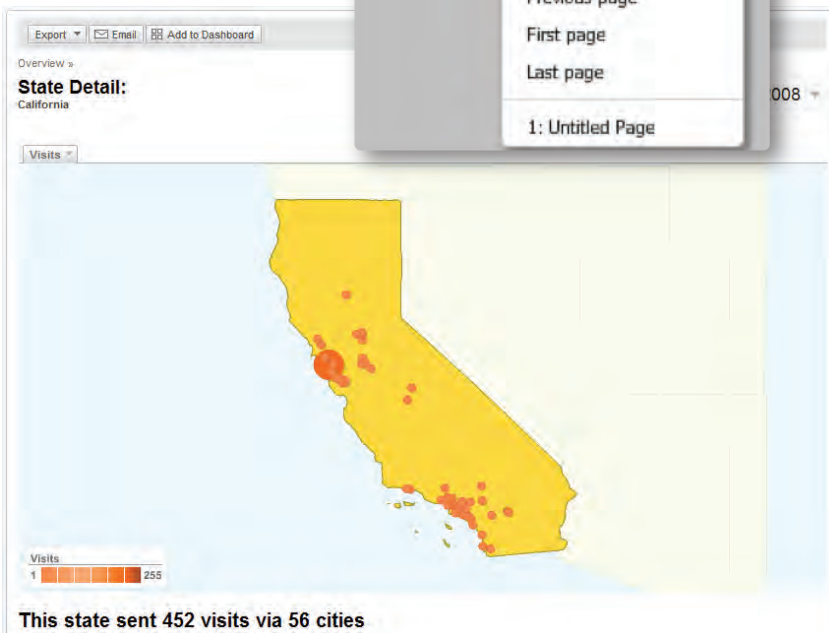 Previous page
First page
Last page
1: Untitled Page
Export Email Add to Dashboard
Overview »
State Detail:
California
2008
Visits
Visits
1 255
This state sent 452 visits via 56 cities